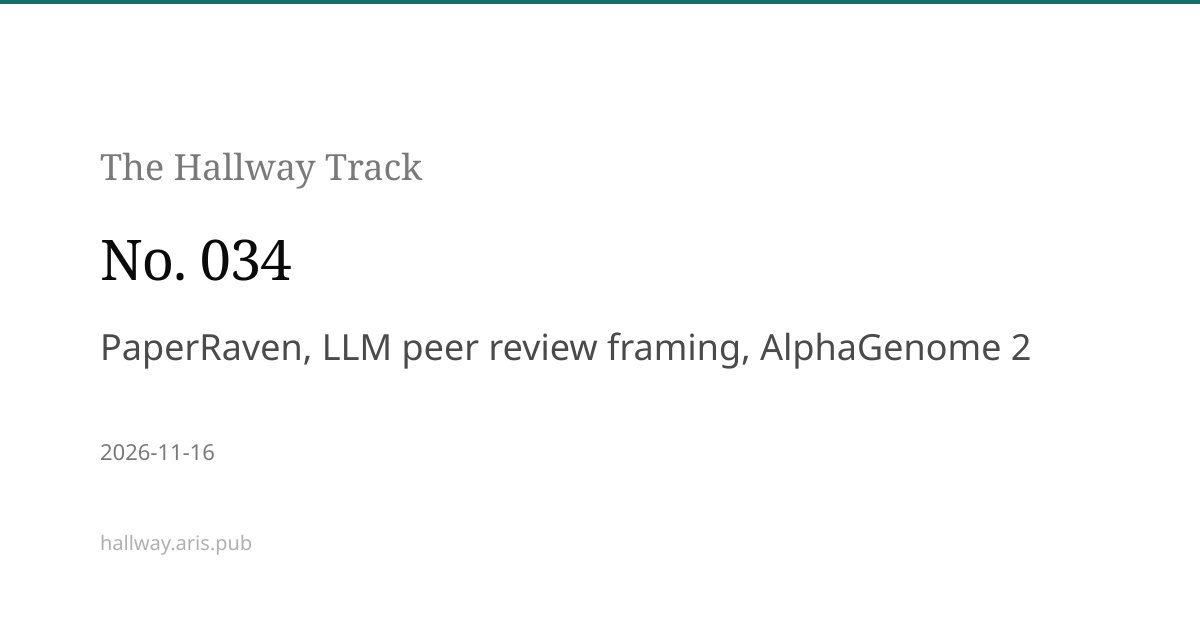 The Hallway Track
No. 034
PaperRaven, LLM peer review framing, AlphaGenome 2
2026-11-16
hallway.aris.pub